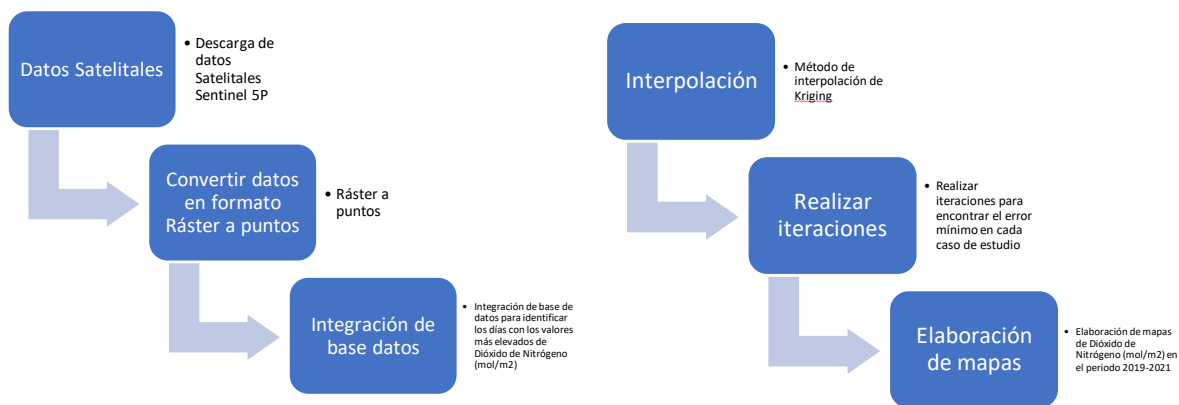 Datos Satelitales
• Descarga de
datos
Satelitales
Sentinel 5P
Convertir datos
en formato
Ráster a puntos
• Ráster a
puntos
Integración de
base datos
• Integración de base de
datos para identificar
los días con los valores
más elevados de
Dióxido de Nitrógeno
(mol/m2)
Interpolación
• Método de
interpolación de
Kriging
Realizar
iteraciones
• Realizar
iteraciones para
encontrar el error
mínimo en cada
caso de estudio
Elaboración
de mapas
• Elaboración de mapas
de Dióxido de
Nitrógeno (mol/m2) en
el periodo 2019-2021